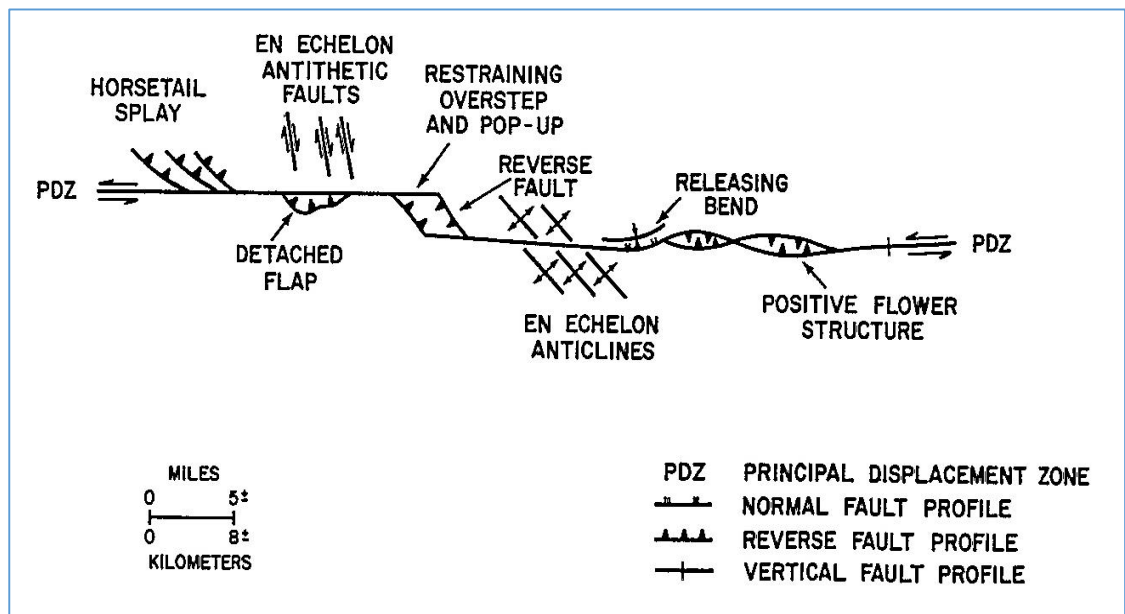 EN ECHELON
ANTITHETIC
FAULTS
HORSETAIL
SPLAY
RESTRAINING
OVERSTEP
AND POP-UP
REVERSE
FAULT
RELEASING
BEND
PDZ
PDZ
DETACHED
FLAP
POSITIVE FLOWER
STRUCTURE
EN ECHELON
ANTICLINES
MILES
0 5±
0 8±
KILOMETERS
PDZ PRINCIPAL DISPLACEMENT ZONE
NORMAL FAULT PROFILE
REVERSE FAULT PROFILE
VERTICAL FAULT PROFILE